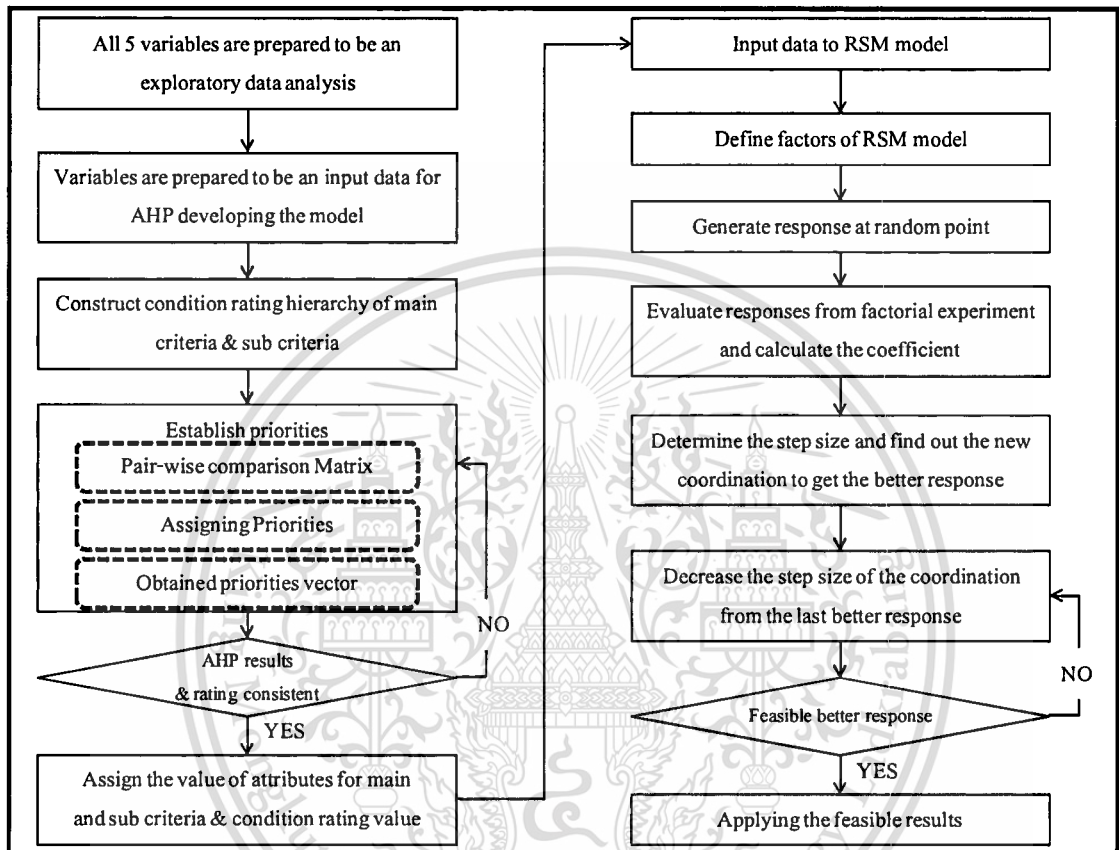 All 5 variables are prepared to be an
exploratory data analysis
Variables are prepared to be an input data for
AHP developing the model
Construct condition rating hierarchy of main
criteria & sub criteria
Establish priorities
Pair-wise comparison Matrix
Assigning Priorities
Obtained priorities vector
NO
AHP results
& rating consistent
YES
Assign the value of attributes for main
and sub criteria & condition rating value
Input data to RSM model
Define factors of RSM model
Generate response at random point
Evaluate responses from factorial experiment
and calculate the coefficient
Determine the step size and find out the new
coordination to get the better response
Decrease the step size of the coordination
from the last better response
NO
Feasible better response
YES
Applying the feasible results